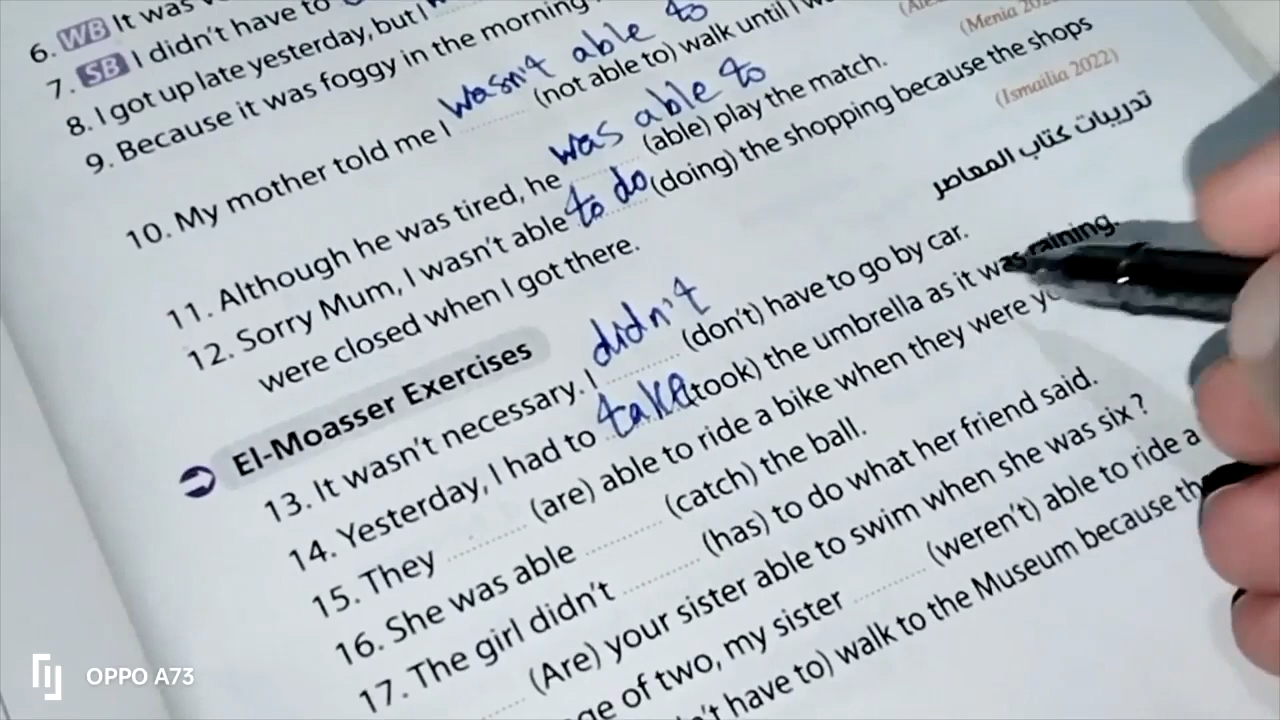 6. WB It was
7. SB I didn't have to
8. I got up late yesterday, but I
9. Because it was foggy in the morning
wasn't able to
10. My mother told me I ........ (not able to) walk until I
(Menia
was able to
11. Although he was tired, he ........ (able) play the match.
to do
12. Sorry Mum, I wasn't able ........ (doing) the shopping because the shops
were closed when I got there.
(Ismailia 2022)
تدريبات كتاب المعاصر
El-Moasser Exercises
didn't
13. It wasn't necessary. I ........ (don't) have to go by car.
take
14. Yesterday, I had to ........ (took) the umbrella as it was raining.
15. They ........ (are) able to ride a bike when they were
16. She was able ........ (catch) the ball.
17. The girl didn't ........ (has) to do what her friend said.
........ (Are) your sister able to swim when she was six ?
of two, my sister ........ (weren't) able to ride a
have to) walk to the Museum because
OPPO A73